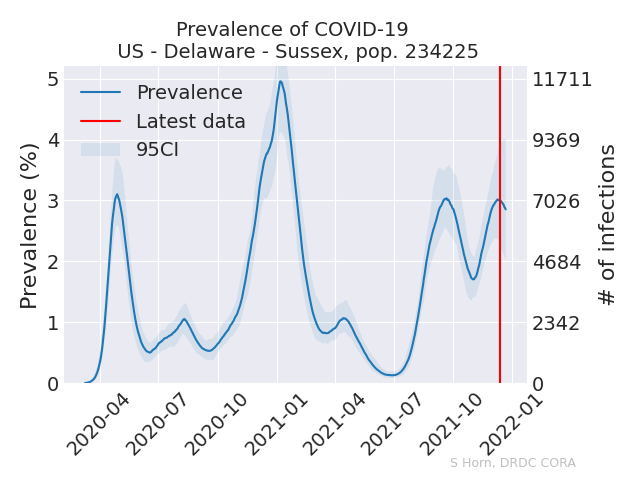 Prevalence of COVID-19
US - Delaware - Sussex, pop. 234225
Prevalence
Latest data
95CI
Prevalence (%)
5
4
3
2
1
0
11711
9369
7026
4684
2342
0
# of infections
2020-04
2020-07
2020-10
2021-01
2021-04
2021-07
2021-10
2022-01
S Horn, DRDC CORA